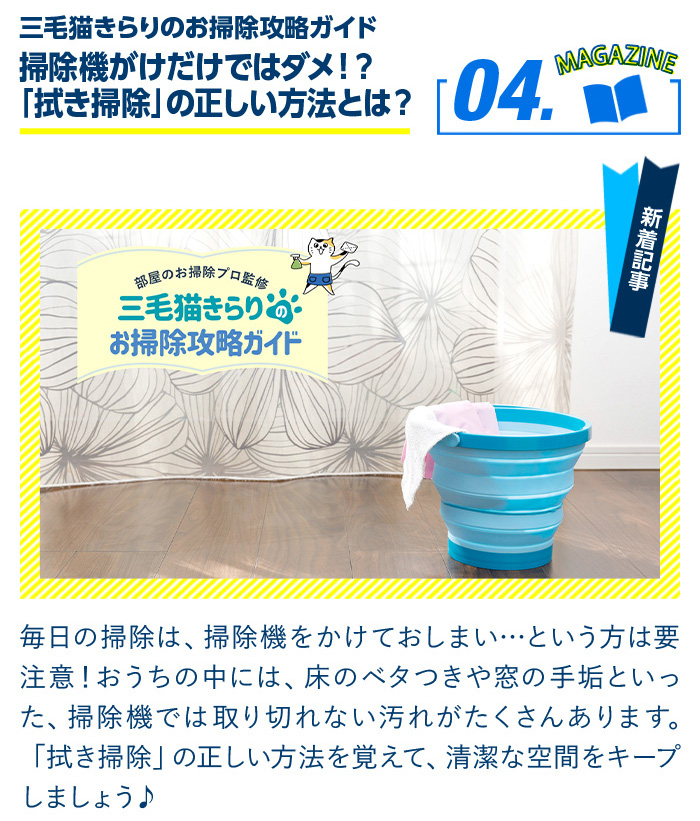 三毛猫きらりのお掃除攻略ガイド
掃除機がけだけではダメ！？
「拭き掃除」の正しい方法とは？
04.
MAGAZINE
新着記事
部屋のお掃除プロ監修
三毛猫きらりの
お掃除攻略ガイド
毎日の掃除は、掃除機をかけておしまい…という方は要
注意！おうちの中には、床のベタつきや窓の手垢といっ
た、掃除機では取り切れない汚れがたくさんあります。
「拭き掃除」の正しい方法を覚えて、清潔な空間をキープ
しましょう♪